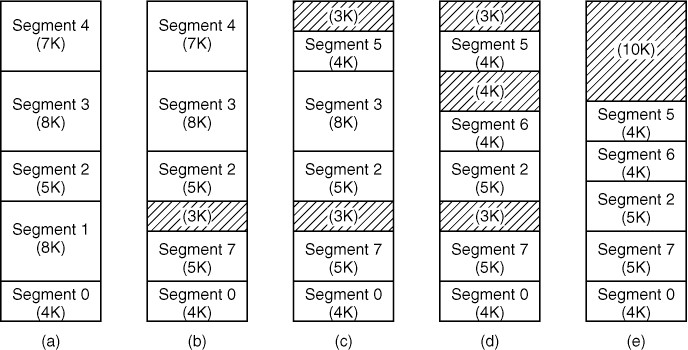 Segment 4
(7K)
Segment 3
(8K)
Segment 2
(5K)
Segment 1
(8K)
Segment 0
(4K)
(a)
Segment 4
(7K)
Segment 3
(8K)
Segment 2
(5K)
(3K)
Segment 7
(5K)
Segment 0
(4K)
(b)
(3K)
Segment 5
(4K)
Segment 3
(8K)
Segment 2
(5K)
(3K)
Segment 7
(5K)
Segment 0
(4K)
(c)
(3K)
Segment 5
(4K)
(4K)
Segment 6
(4K)
Segment 2
(5K)
(3K)
Segment 7
(5K)
Segment 0
(4K)
(d)
(10K)
Segment 5
(4K)
Segment 6
(4K)
Segment 2
(5K)
Segment 7
(5K)
Segment 0
(4K)
(e)